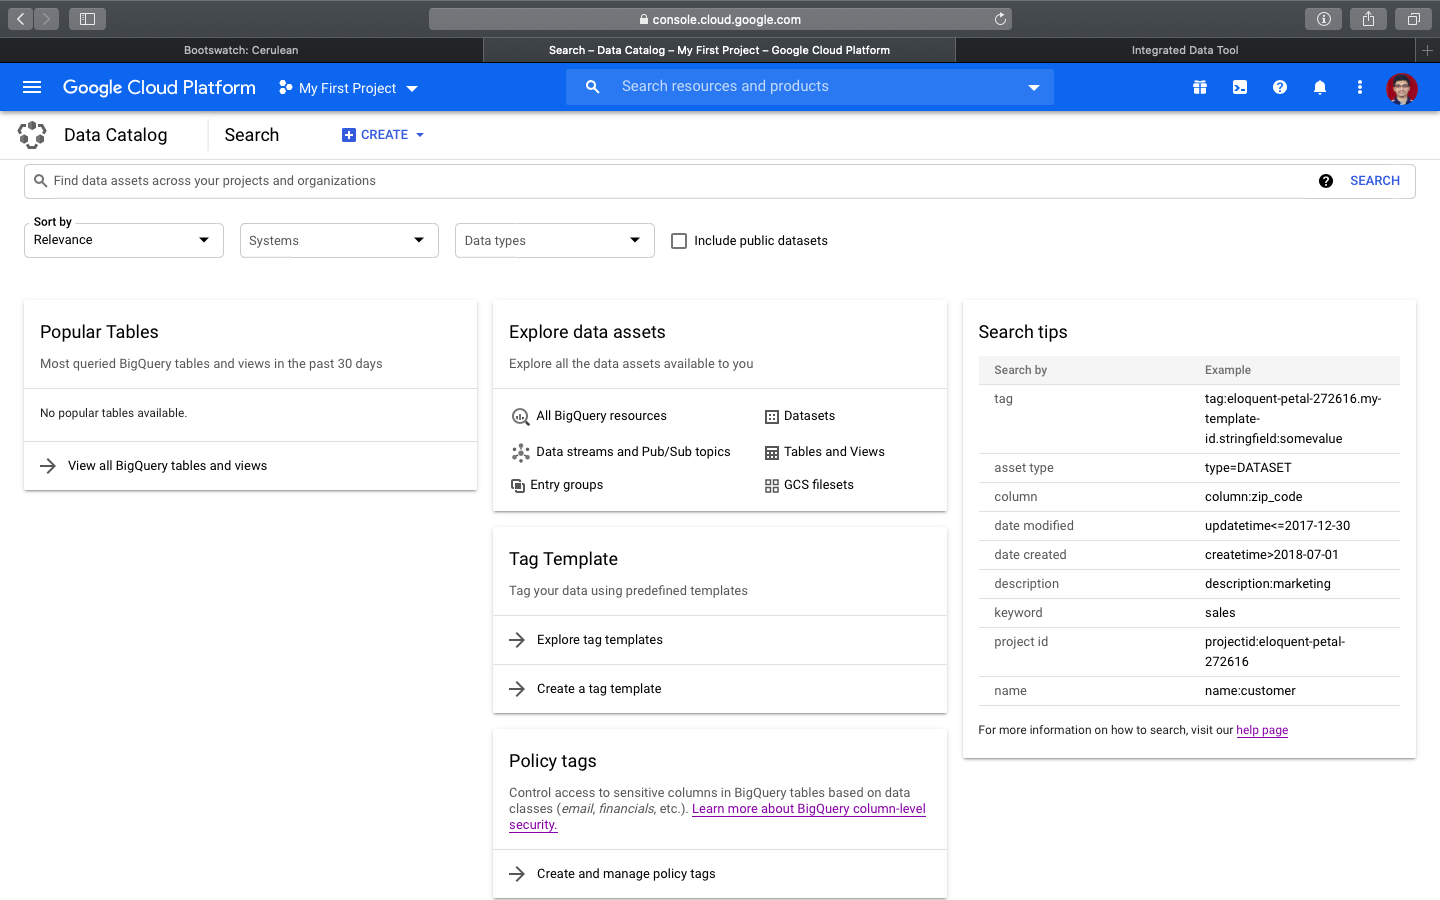 console.cloud.google.com
Bootswatch: Cerulean
Search – Data Catalog – My First Project – Google Cloud Platform
Integrated Data Tool
Google Cloud Platform
My First Project
Search resources and products
Data Catalog
Search
CREATE
Find data assets across your projects and organizations
SEARCH
Sort by
Relevance
Systems
Data types
Include public datasets
Popular Tables
Most queried BigQuery tables and views in the past 30 days
No popular tables available.
View all BigQuery tables and views
Explore data assets
Explore all the data assets available to you
All BigQuery resources
Datasets
Data streams and Pub/Sub topics
Tables and Views
Entry groups
GCS filesets
Tag Template
Tag your data using predefined templates
Explore tag templates
Create a tag template
Policy tags
Control access to sensitive columns in BigQuery tables based on data
classes (email, financials, etc.). Learn more about BigQuery column-level
security.
Create and manage policy tags
Search tips
Search by Example
tag tag:eloquent-petal-272616.my-
template-
id.stringfield:somevalue
asset type type=DATASET
column column:zip_code
date modified updatetime<=2017-12-30
date created createtime>2018-07-01
description description:marketing
keyword sales
project id projectid:eloquent-petal-
272616
name name:customer
For more information on how to search, visit our help page